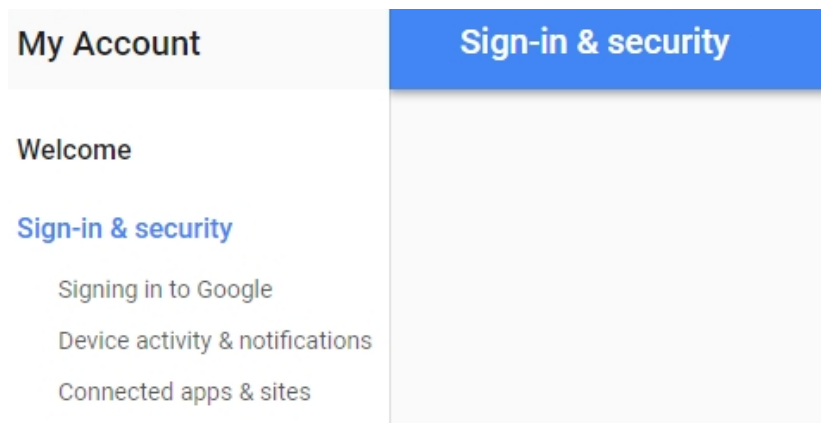 My Account
Sign-in & security
Welcome
Sign-in & security
Signing in to Google
Device activity & notifications
Connected apps & sites